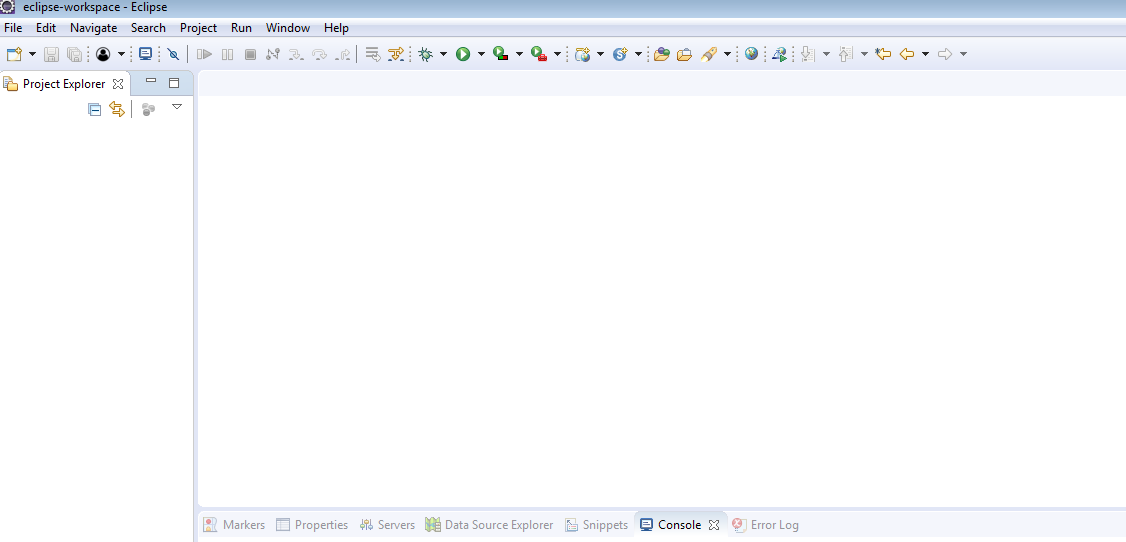 eclipse-workspace - Eclipse
File Edit Navigate Search Project Run Window Help
Project Explorer
Markers Properties Servers Data Source Explorer Snippets Console Error Log